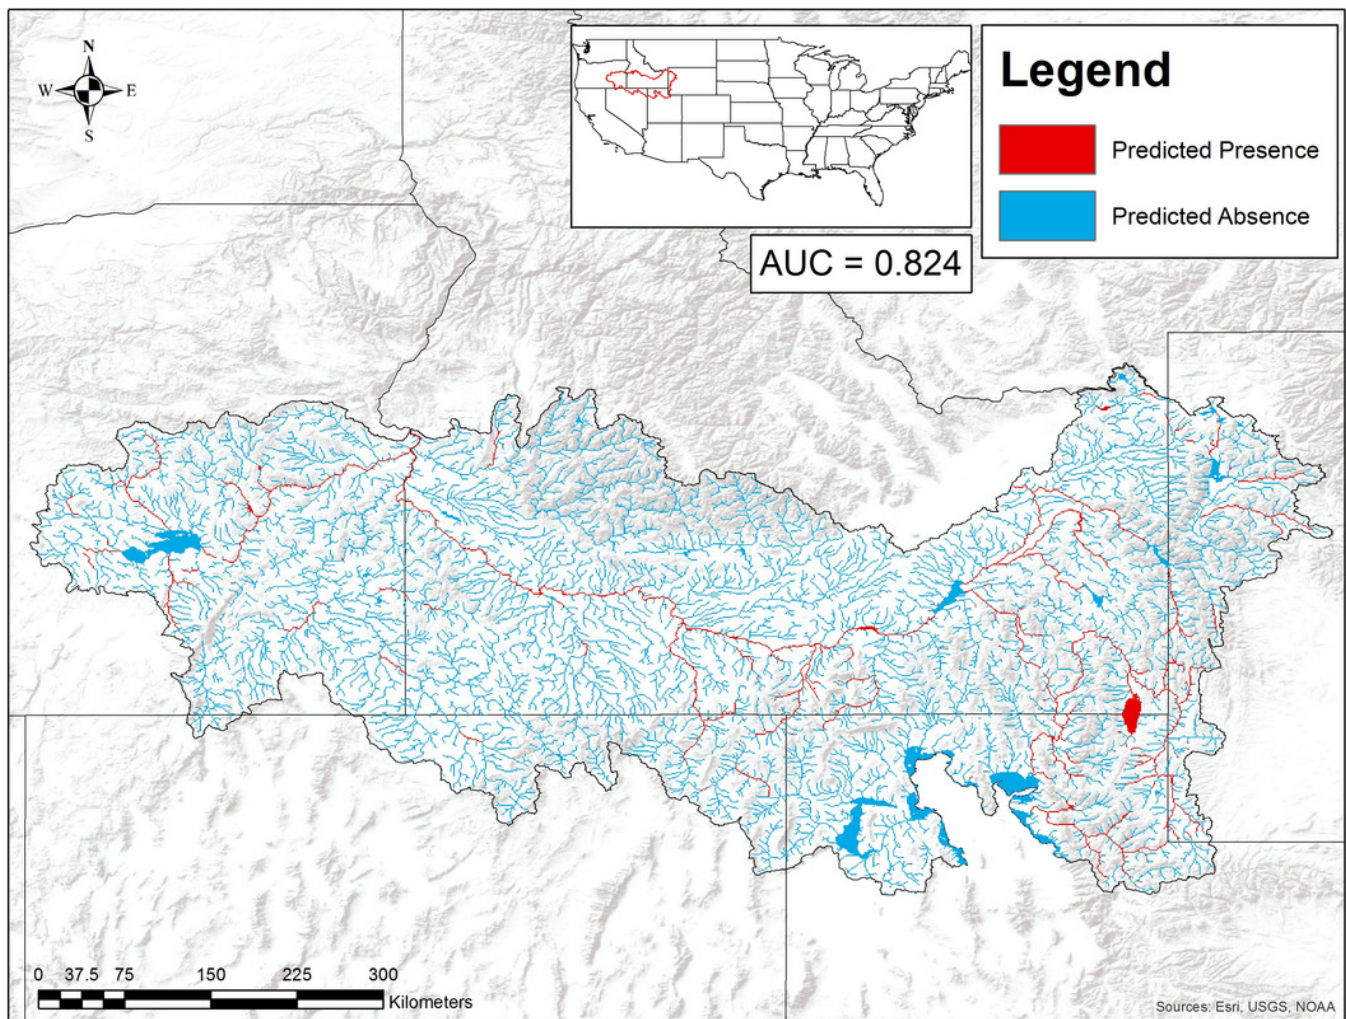 N
W E
S
Legend
Predicted Presence
Predicted Absence
AUC = 0.824
0 37.5 75 150 225 300
Kilometers
Sources: Esri, USGS, NOAA